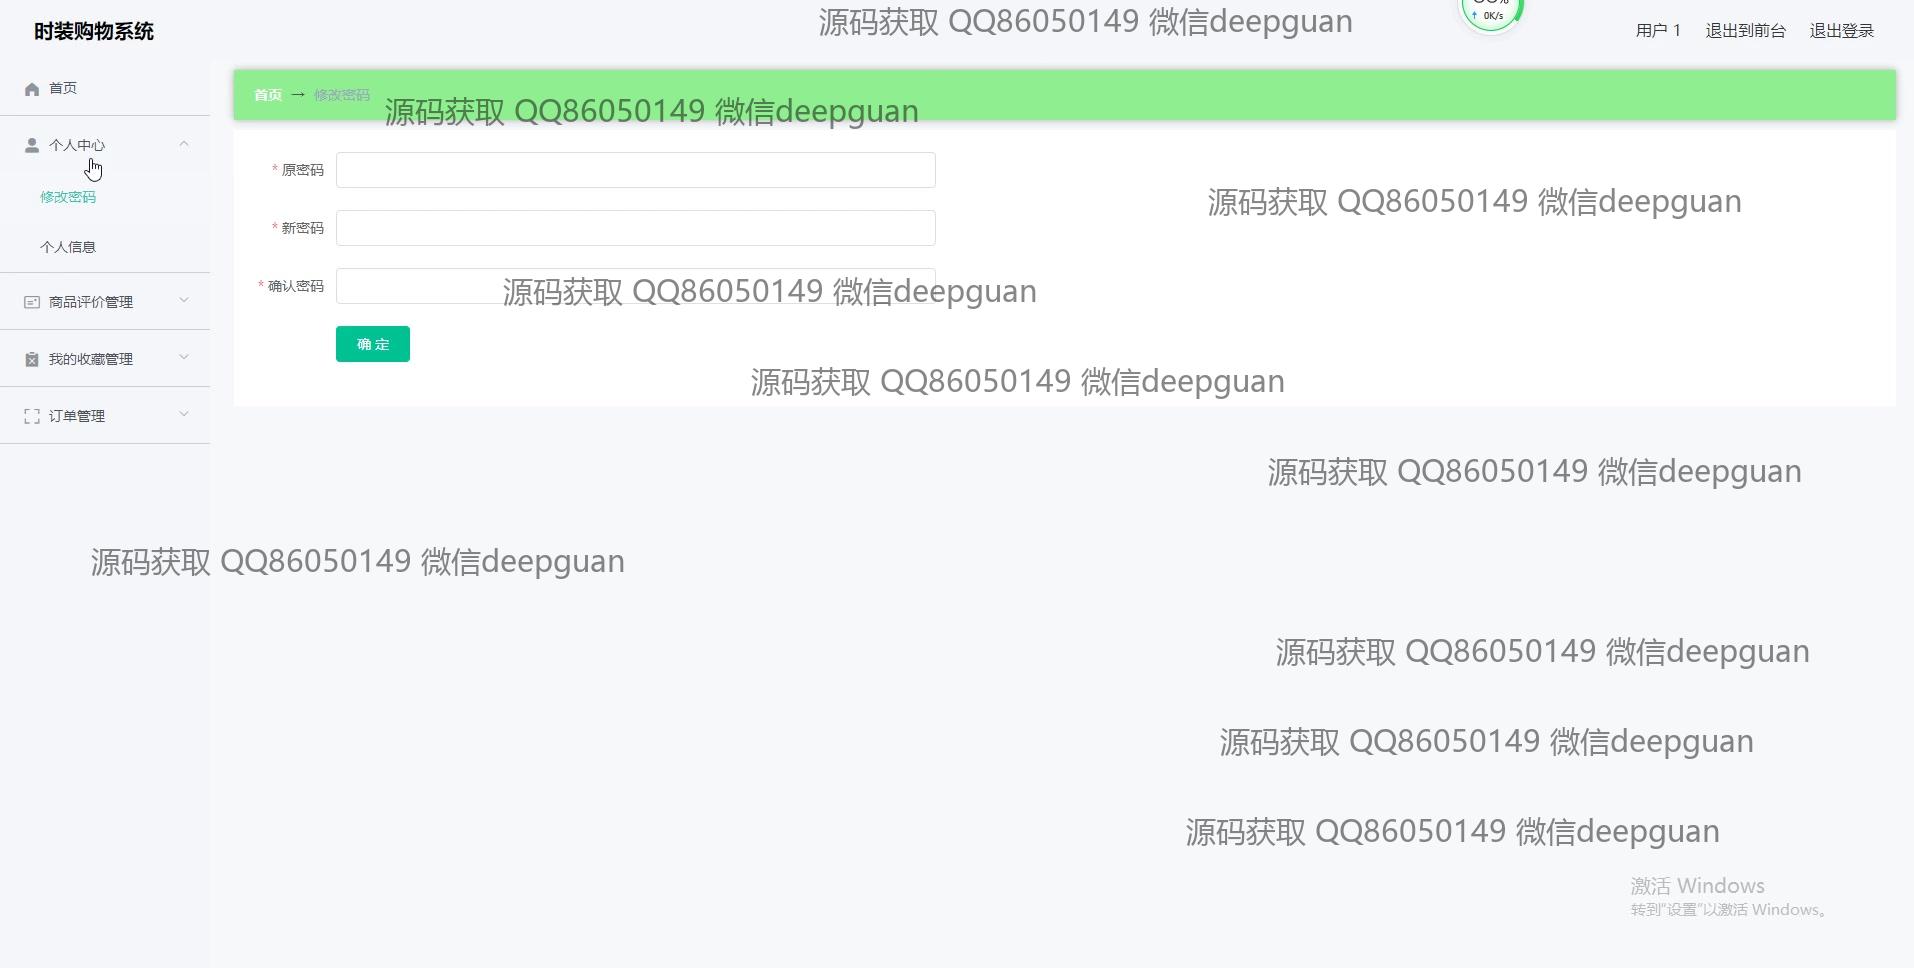 时装购物系统
源码获取 QQ86050149 微信deepguan
0K/s
用户 1 退出到前台 退出登录
首页
首页 → 修改密码
源码获取 QQ86050149 微信deepguan
个人中心
修改密码
个人信息
商品评价管理
我的收藏管理
订单管理
* 原密码
源码获取 QQ86050149 微信deepguan
* 新密码
* 确认密码
源码获取 QQ86050149 微信deepguan
确 定
源码获取 QQ86050149 微信deepguan
源码获取 QQ86050149 微信deepguan
源码获取 QQ86050149 微信deepguan
源码获取 QQ86050149 微信deepguan
源码获取 QQ86050149 微信deepguan
源码获取 QQ86050149 微信deepguan
激活 Windows
转到"设置"以激活 Windows。